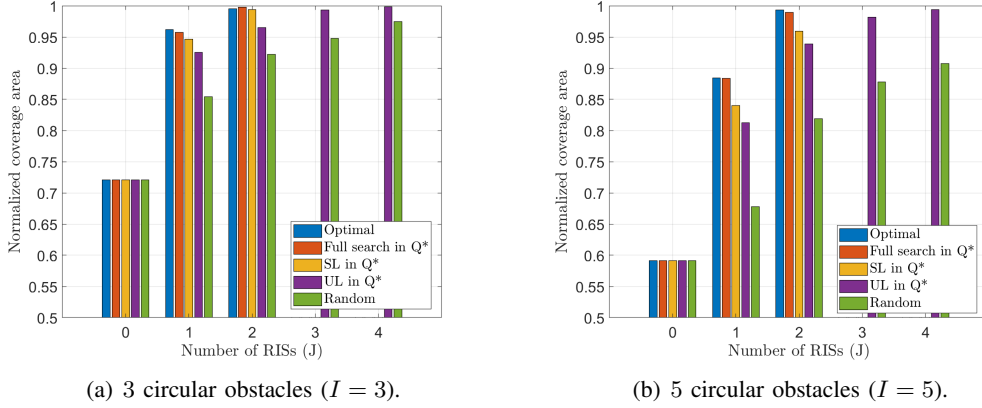 1
0.95
0.9
0.85
0.8
0.75
0.7
0.65
0.6
0.55
0.5
Normalized coverage area
Optimal
Full search in Q*
SL in Q*
UL in Q*
Random
0 1 2 3 4
Number of RISs (J)
(a) 3 circular obstacles (I = 3).
1
0.95
0.9
0.85
0.8
0.75
0.7
0.65
0.6
0.55
0.5
Normalized coverage area
Optimal
Full search in Q*
SL in Q*
UL in Q*
Random
0 1 2 3 4
Number of RISs (J)
(b) 5 circular obstacles (I = 5).